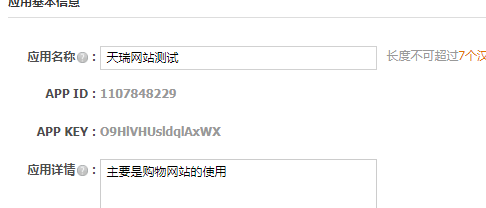 应用基本信息
应用名称 ? : 天瑞网站测试 长度不可超过7个汉
APP ID : 1107848229
APP KEY : O9HlVHUsldqlAxWX
应用详情 ? : 主要是购物网站的使用